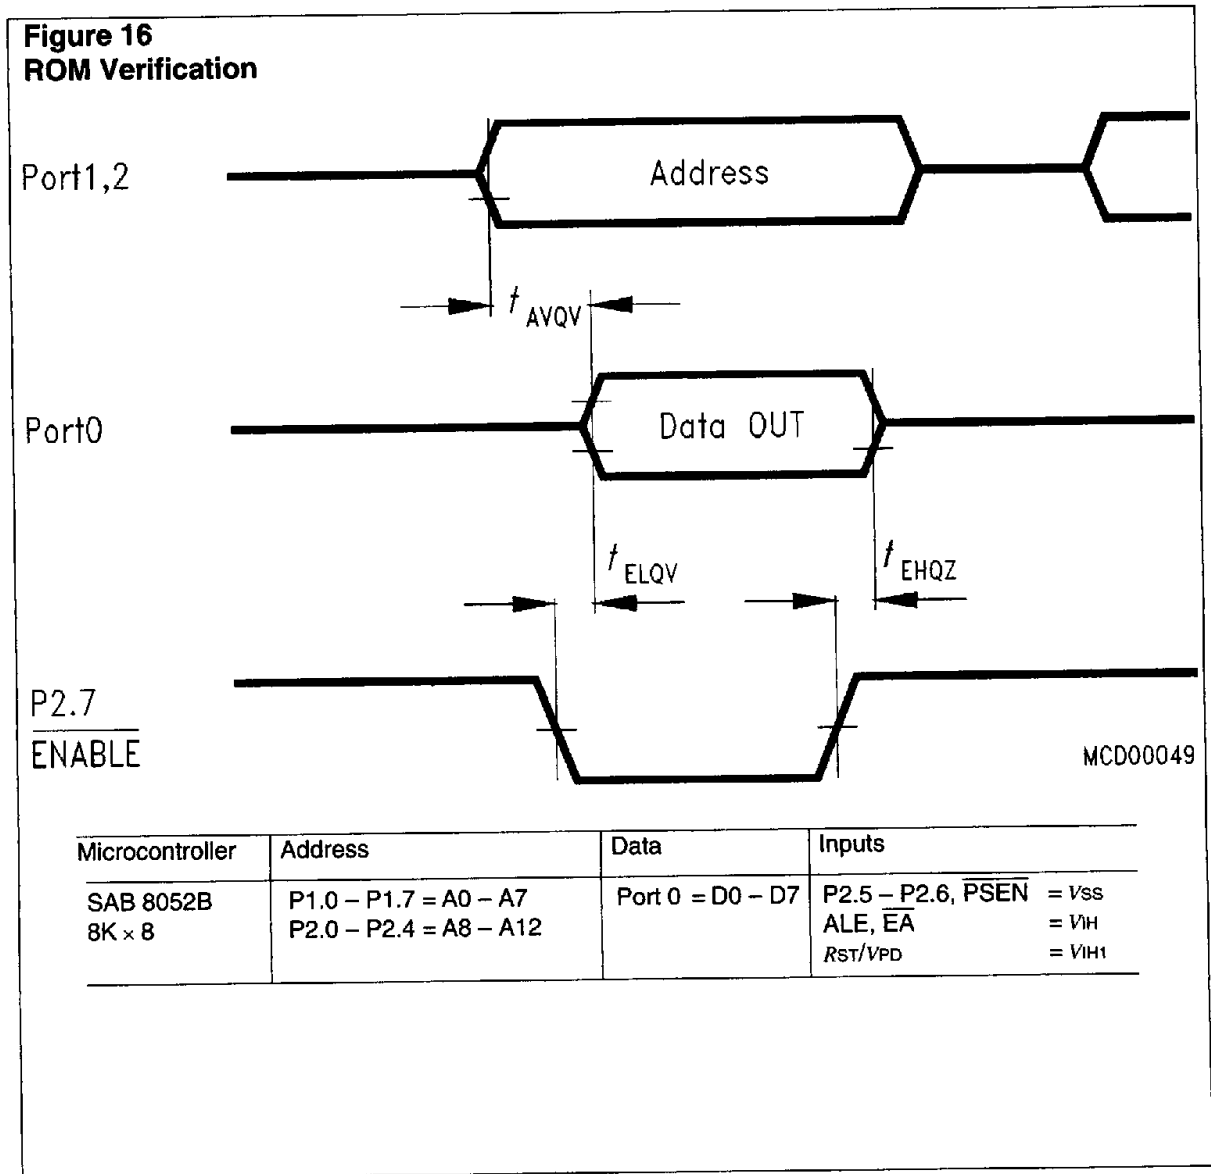 Figure 16
ROM Verification
Port1,2
Address
t AVQV
Port0
Data OUT
t ELQV
t EHQZ
P2.7
ENABLE
MCD00049
Microcontroller Address Data Inputs
SAB 8052B P1.0 – P1.7 = A0 – A7 Port 0 = D0 – D7 P2.5 – P2.6, PSEN = VSS
8K × 8 P2.0 – P2.4 = A8 – A12 ALE, EA = VIH
RST/VPD = VIH1